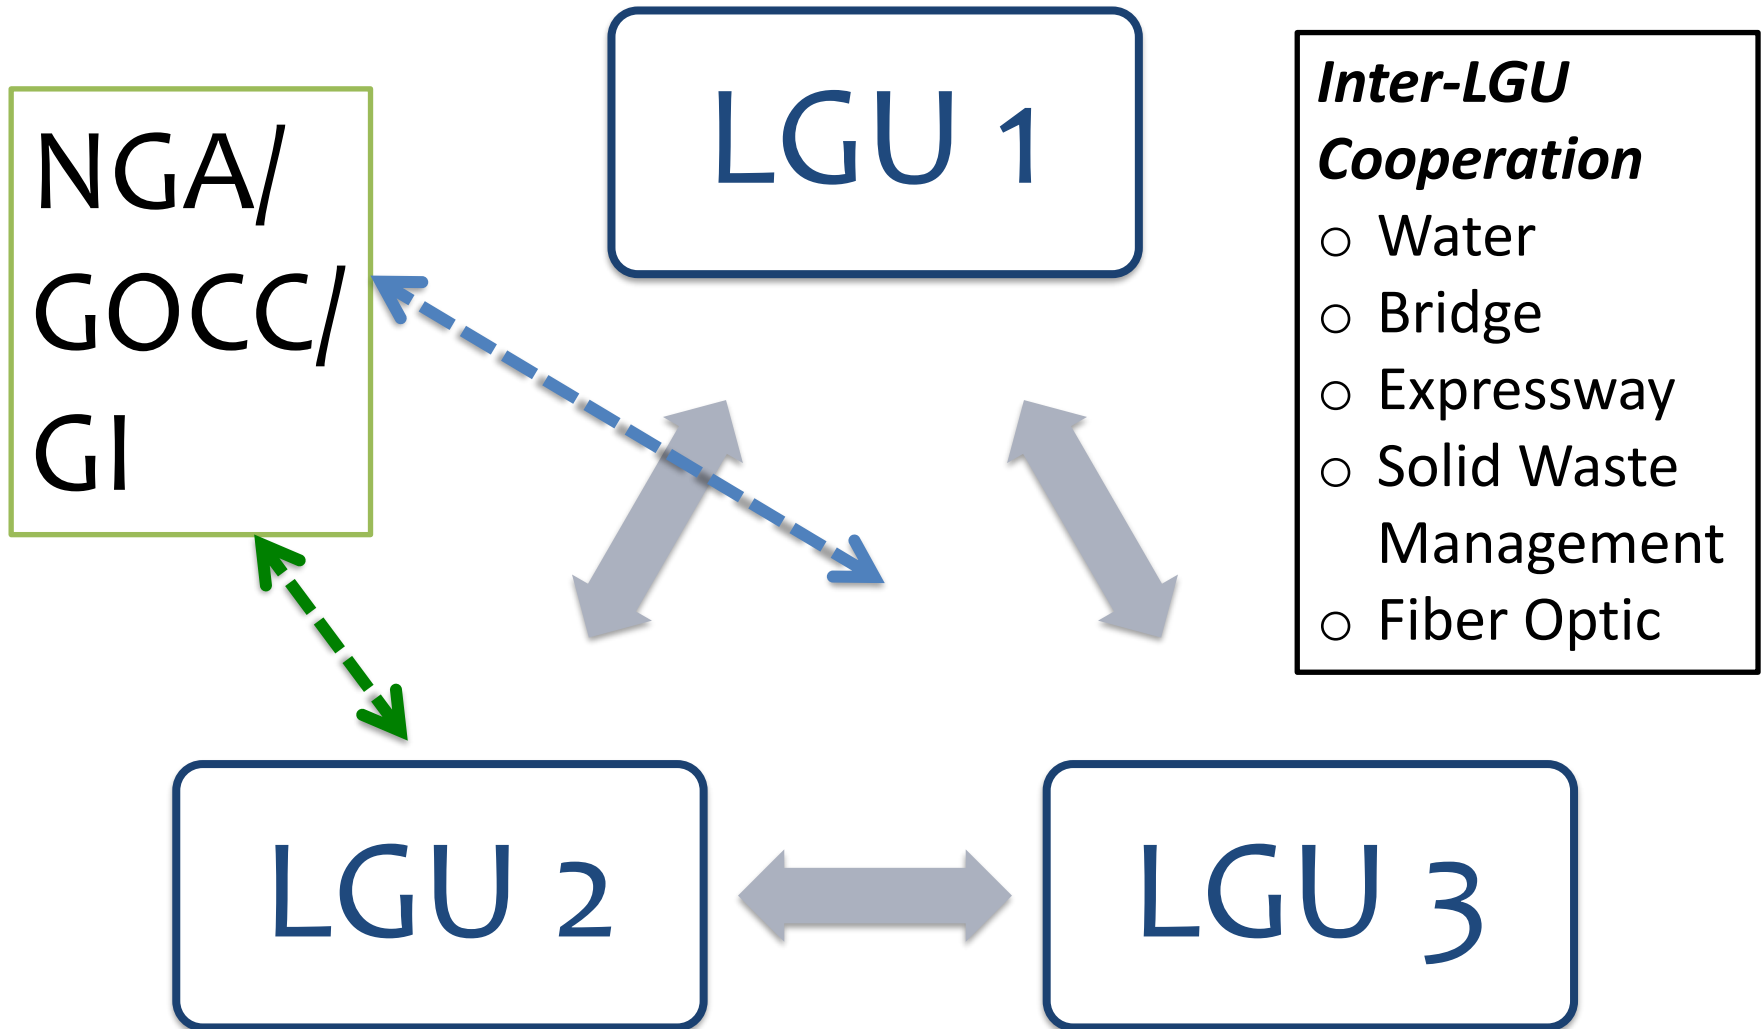 LGU 1
NGA/
GOCC/
GI
Inter-LGU
Cooperation
○ Water
○ Bridge
○ Expressway
○ Solid Waste
Management
○ Fiber Optic
LGU 2
LGU 3